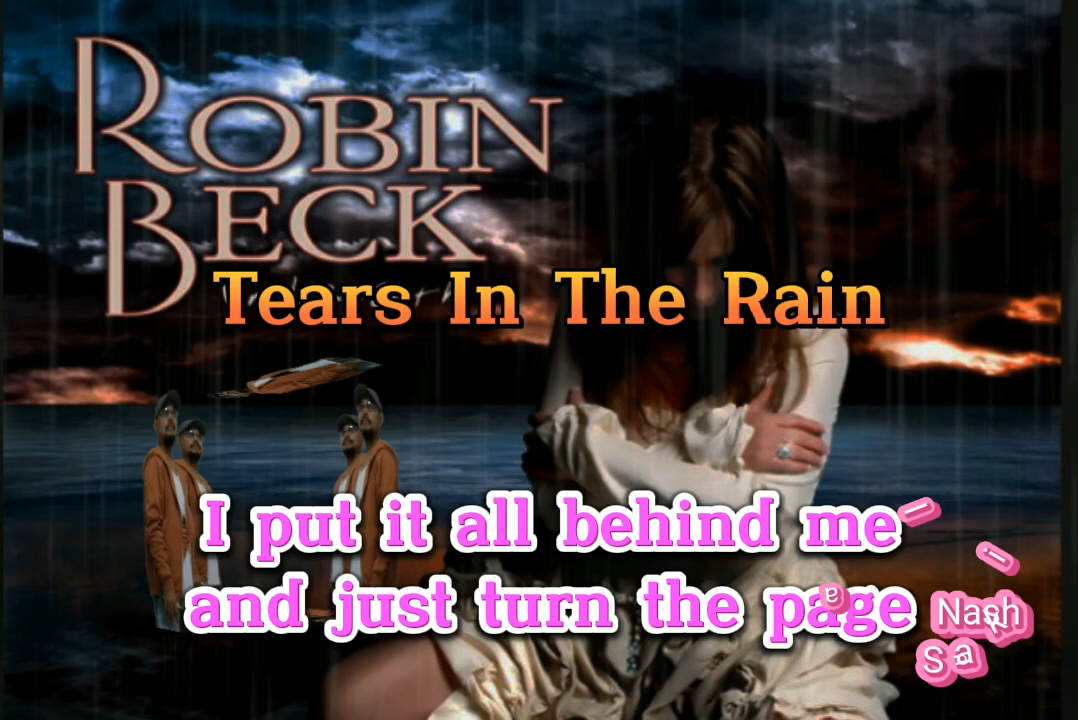 ROBIN
BECK
Tears In The Rain
I put it all behind me
and just turn the page
Nash